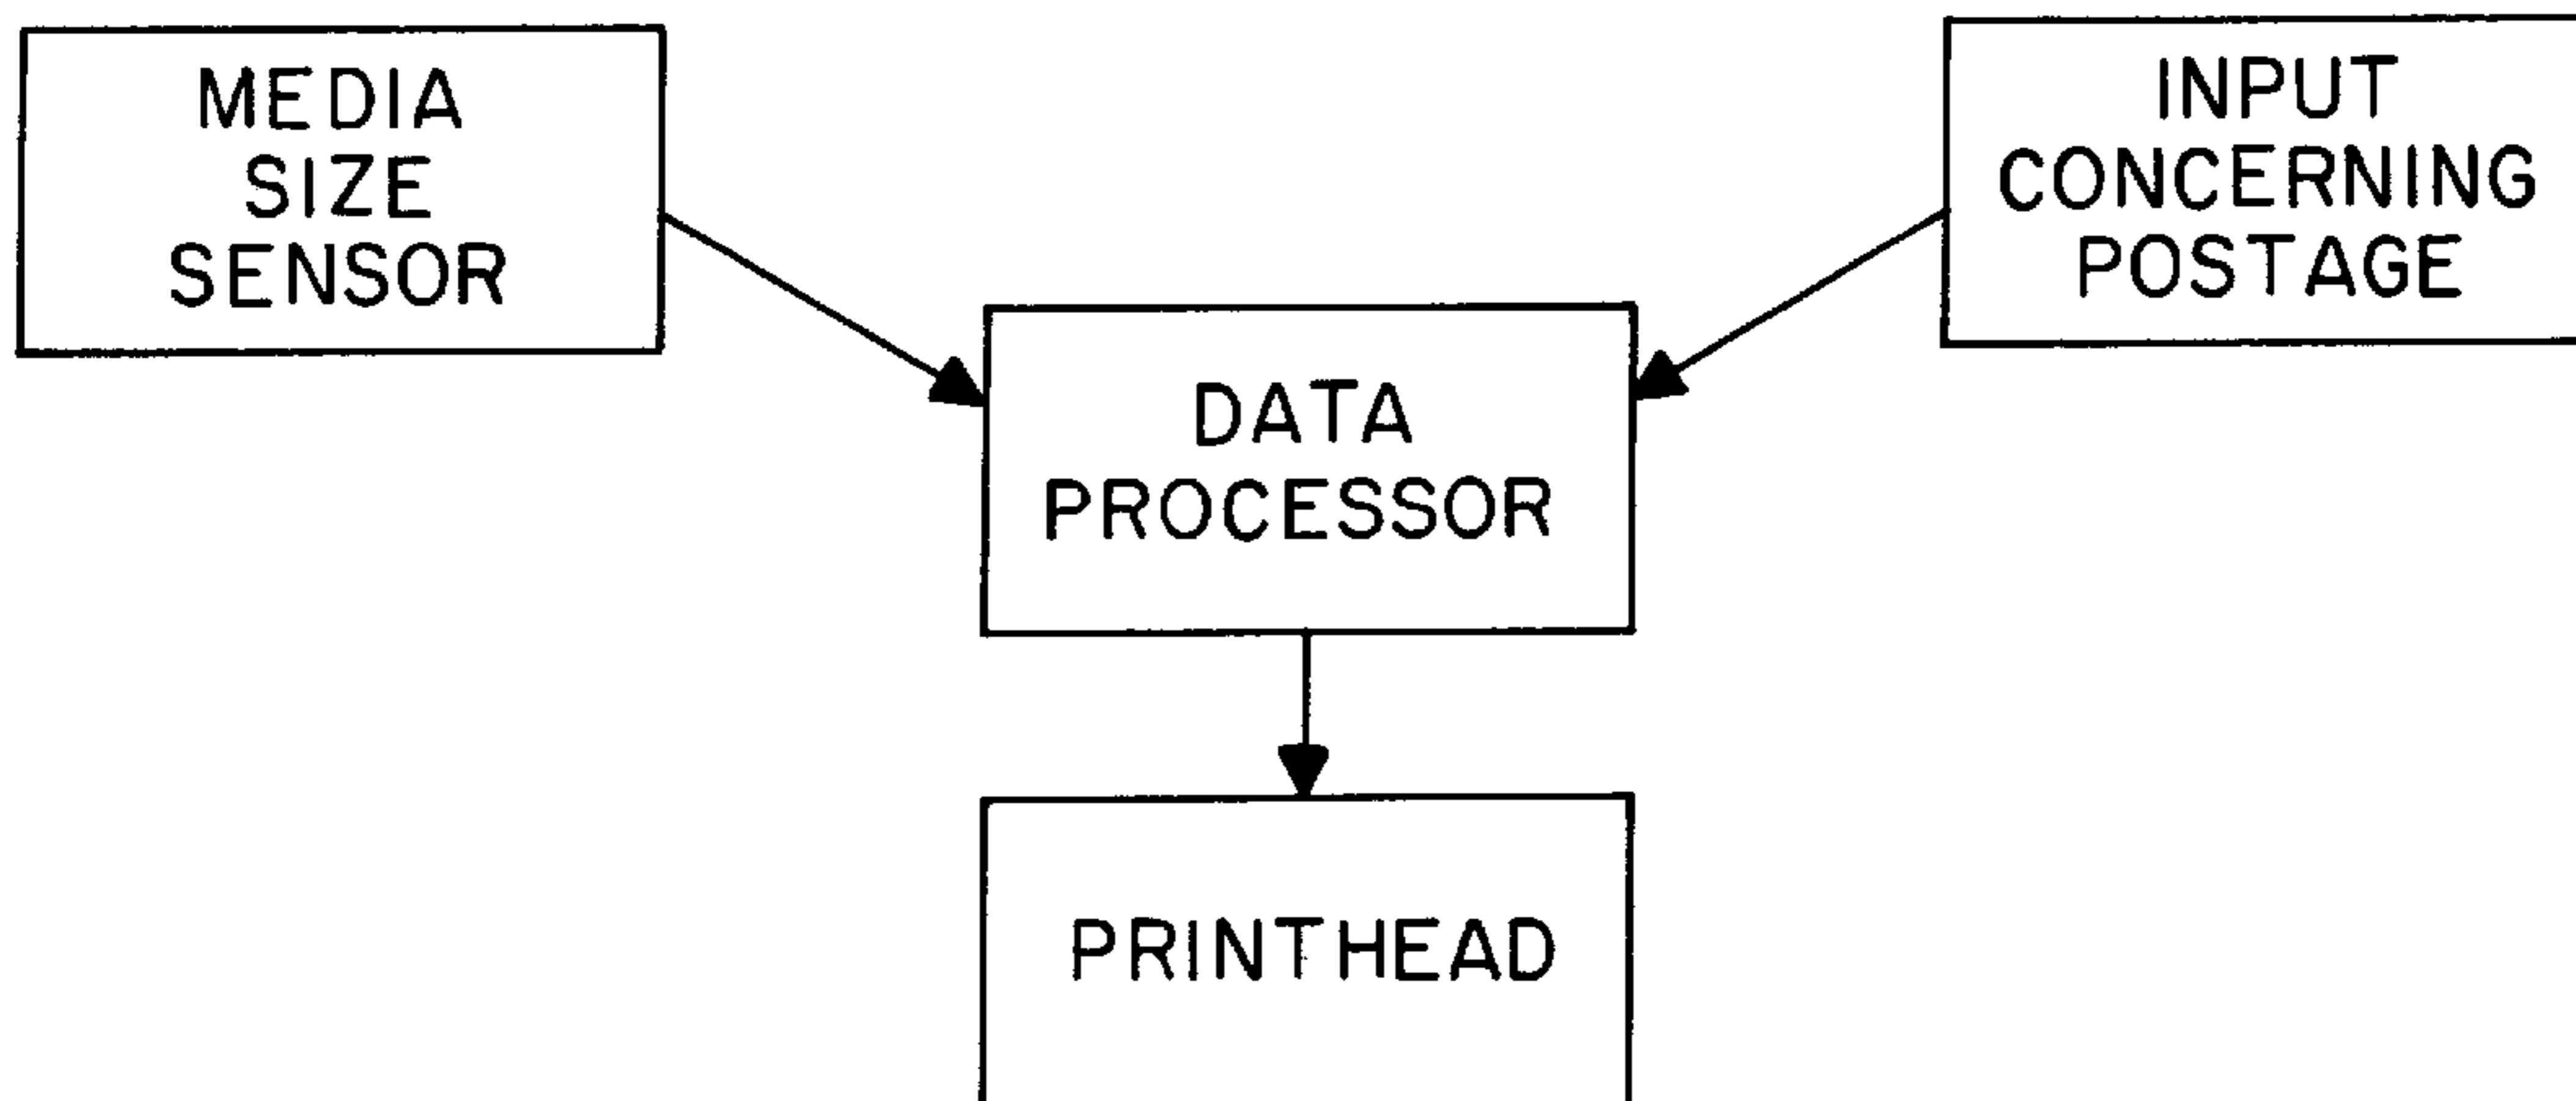 MEDIA
SIZE
SENSOR
INPUT
CONCERNING
POSTAGE
DATA
PROCESSOR
PRINTHEAD